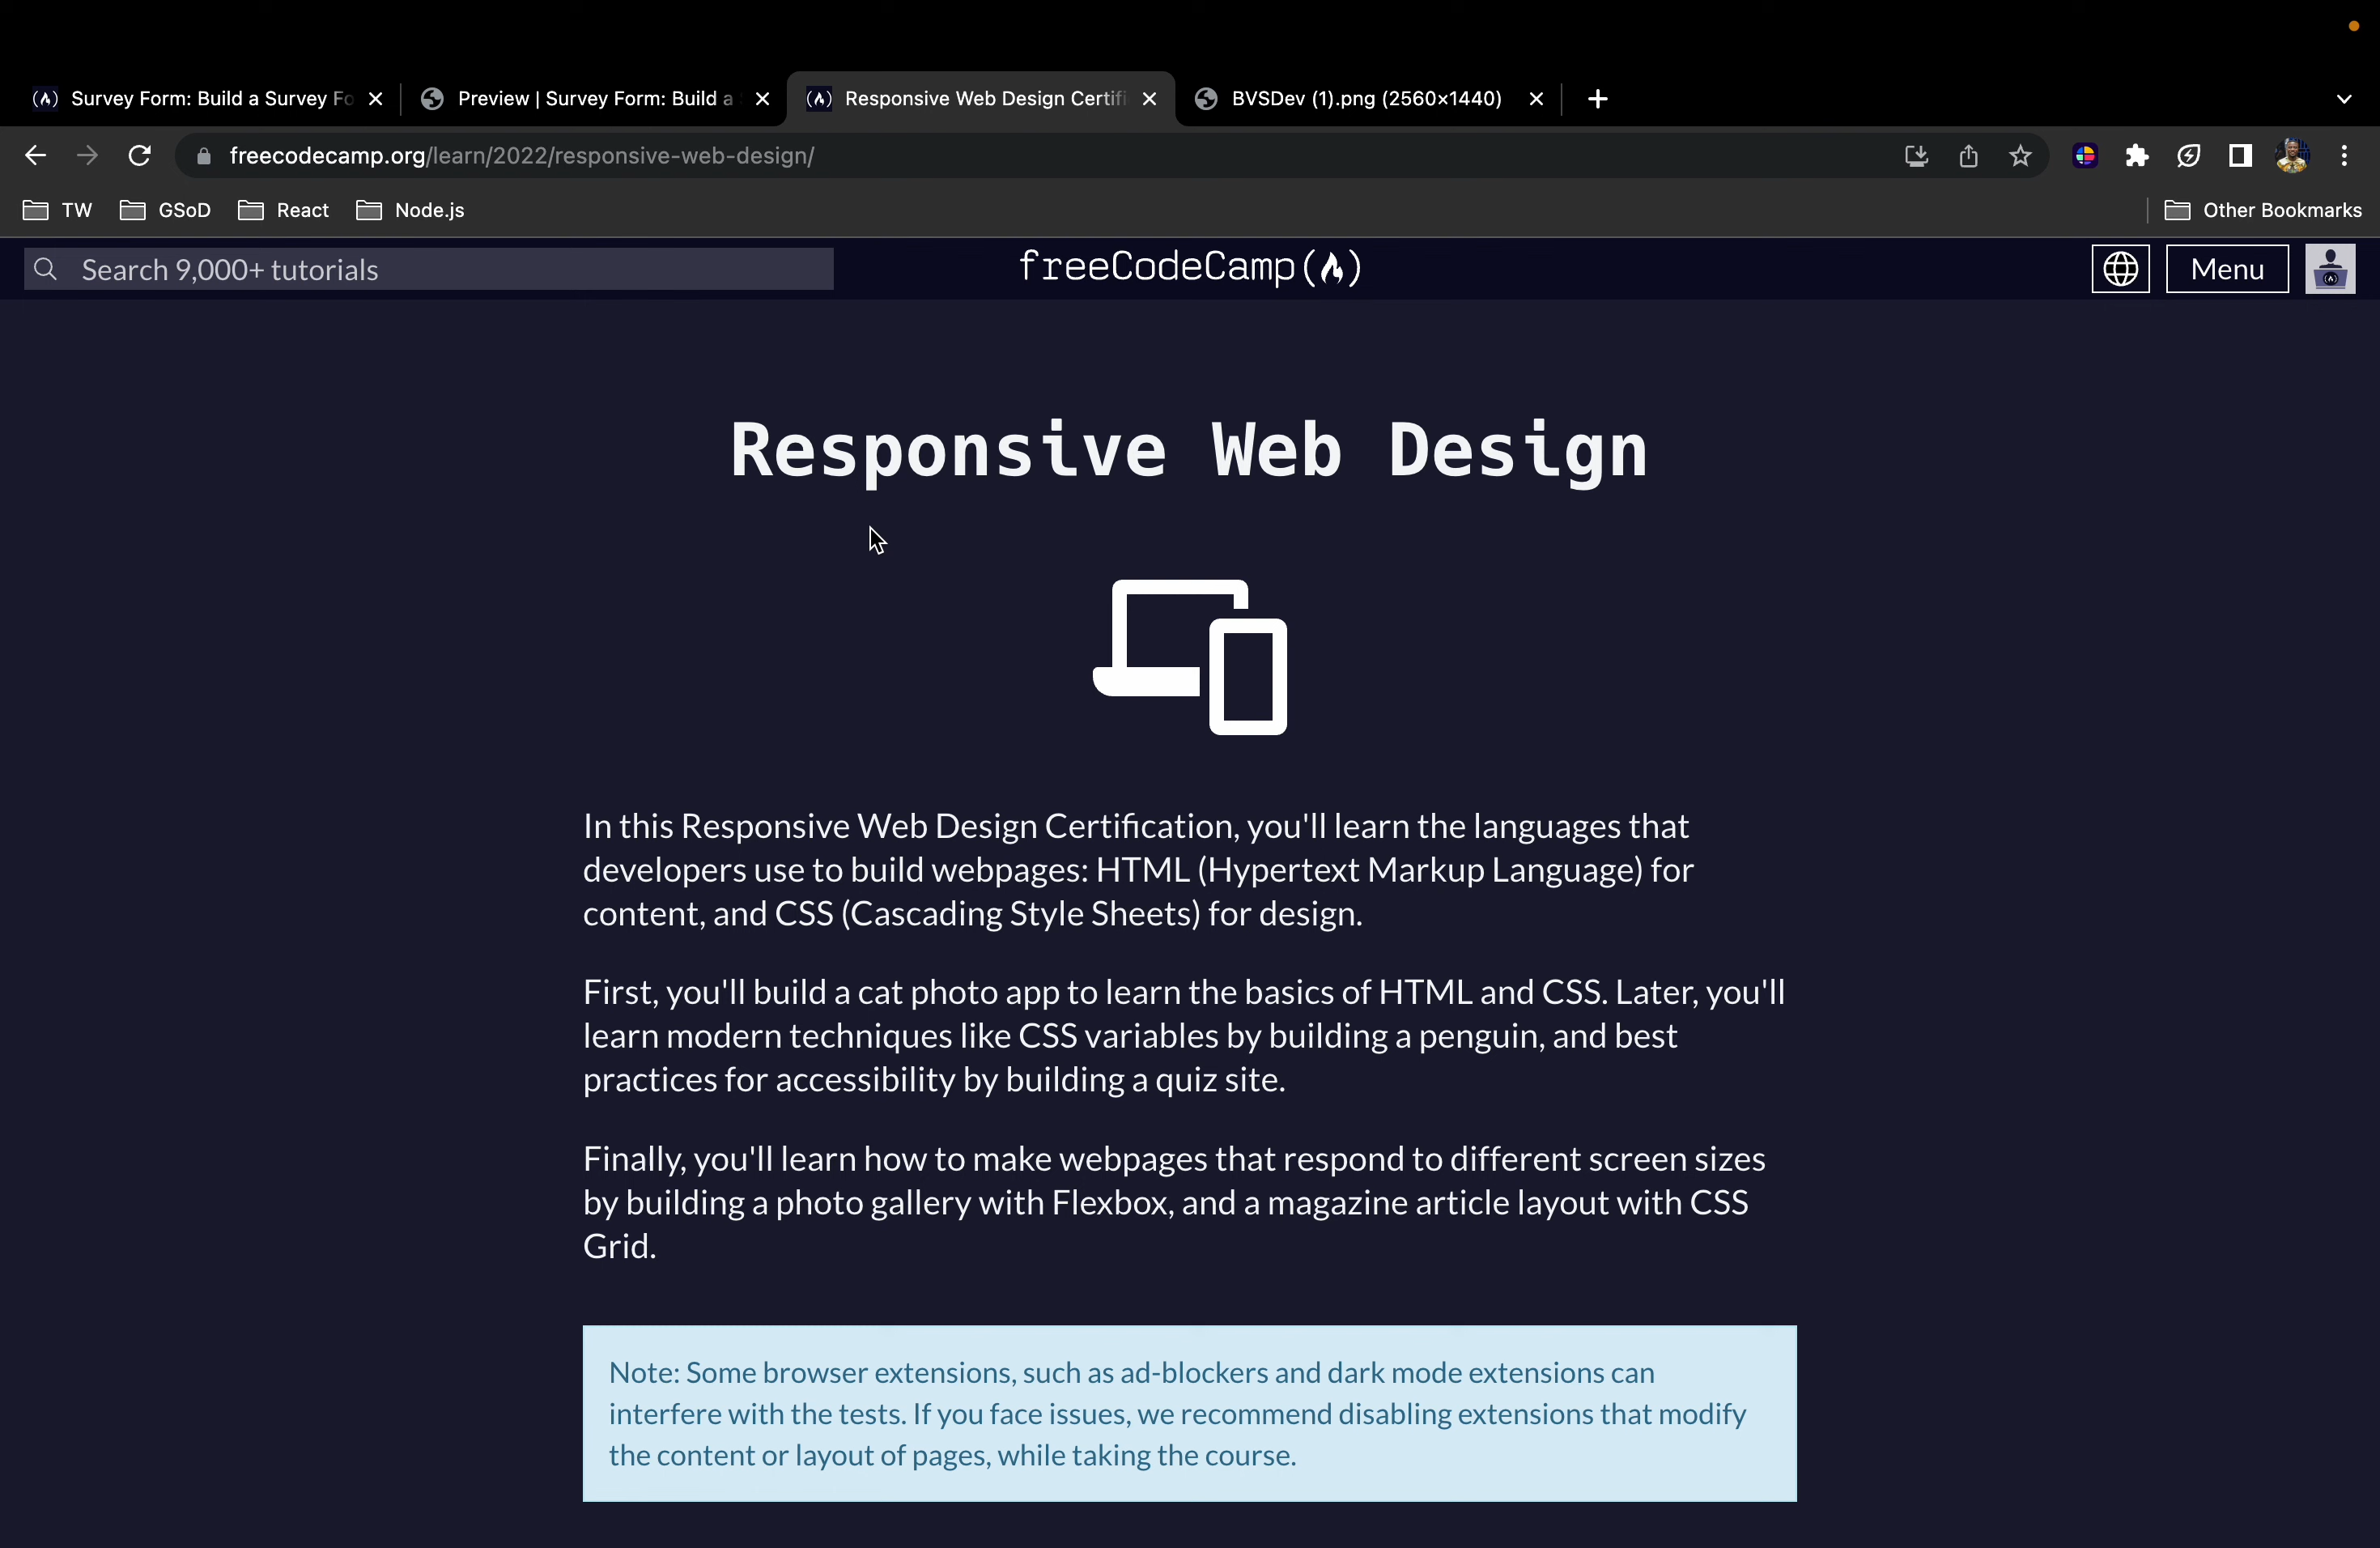 Survey Form: Build a Survey Fo
Preview | Survey Form: Build a
Responsive Web Design Certifi
BVSDev (1).png (2560×1440)
freecodecamp.org/learn/2022/responsive-web-design/
TW
GSoD
React
Node.js
Other Bookmarks
Search 9,000+ tutorials
freeCodeCamp
Menu
Responsive Web Design
In this Responsive Web Design Certification, you'll learn the languages that
developers use to build webpages: HTML (Hypertext Markup Language) for
content, and CSS (Cascading Style Sheets) for design.
First, you'll build a cat photo app to learn the basics of HTML and CSS. Later, you'll
learn modern techniques like CSS variables by building a penguin, and best
practices for accessibility by building a quiz site.
Finally, you'll learn how to make webpages that respond to different screen sizes
by building a photo gallery with Flexbox, and a magazine article layout with CSS
Grid.
Note: Some browser extensions, such as ad-blockers and dark mode extensions can
interfere with the tests. If you face issues, we recommend disabling extensions that modify
the content or layout of pages, while taking the course.